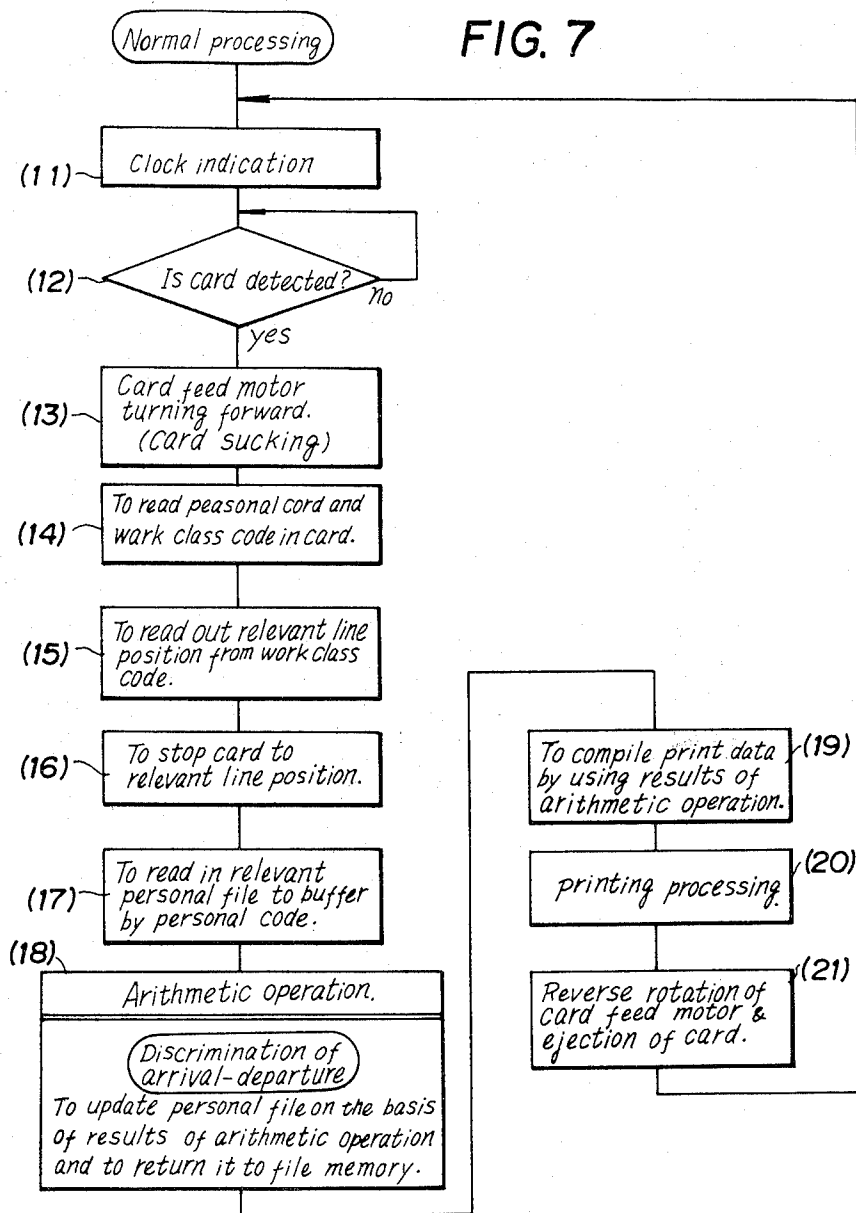 FIG. 7
Normal processing
(11)
Clock indication
(12)
Is card detected?
no
yes
(13)
Card feed motor
turning forward.
(Card sucking)
(14)
To read peasonal cord and
wark class code in card.
(15)
To read out relevant line
position from work class
code.
(16)
To stop card to
relevant line position.
(17)
To read in relevant
personal file to buffer
by personal code.
(18)
Arithmetic operation.
Discrimination of
arrival-departure
To update personal file on the basis
of results of arithmetic operation
and to return it to file memory.
(19)
To compile print data
by using results of
arithmetic operation.
(20)
printing processing.
(21)
Reverse rotation of
card feed motor &
ejection of card.